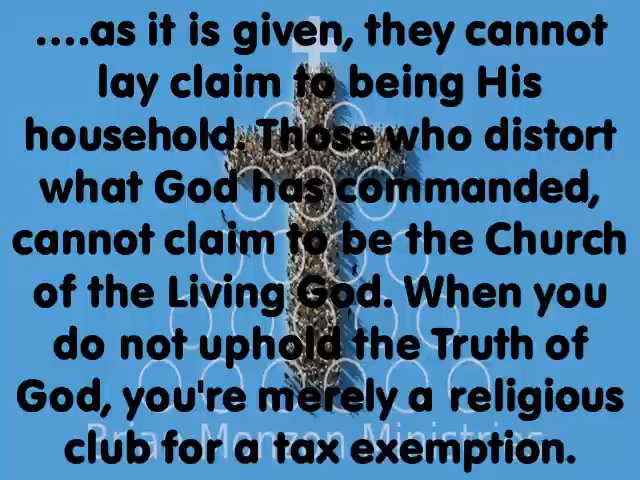 ....as it is given, they cannot
lay claim to being His
household. Those who distort
what God has commanded,
cannot claim to be the Church
of the Living God. When you
do not uphold the Truth of
God, you're merely a religious
club for a tax exemption.
Brian Monzon Ministries